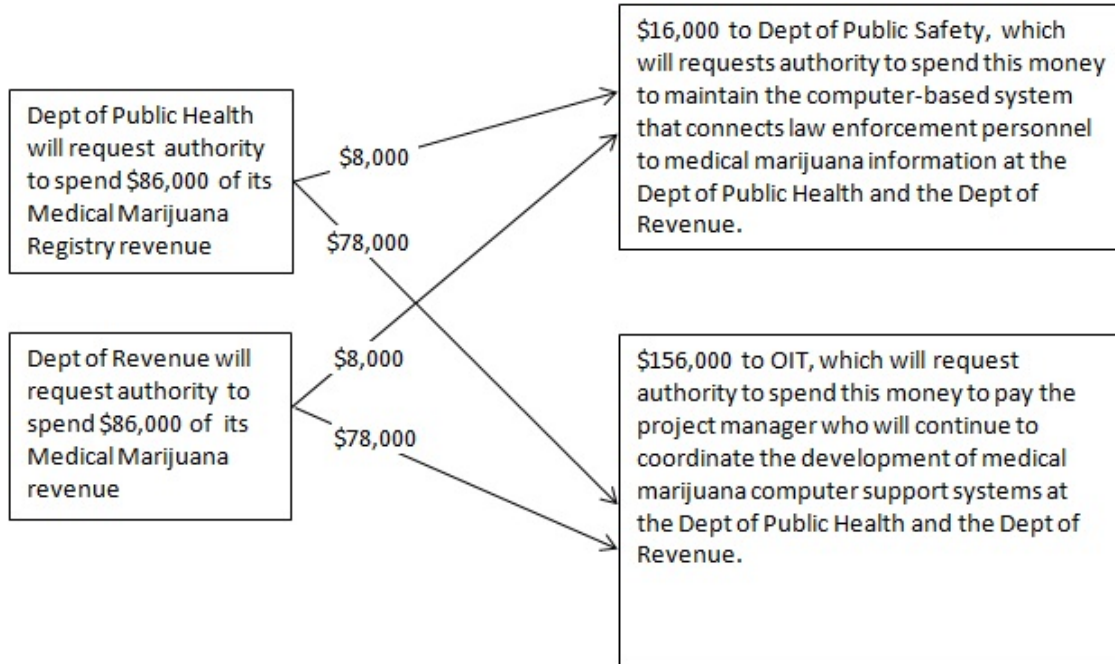 Dept of Public Health
will request authority
to spend $86,000 of its
Medical Marijuana
Registry revenue
Dept of Revenue will
request authority to
spend $86,000 of its
Medical Marijuana
revenue
$8,000
$78,000
$8,000
$78,000
$16,000 to Dept of Public Safety, which
will requests authority to spend this money
to maintain the computer-based system
that connects law enforcement personnel
to medical marijuana information at the
Dept of Public Health and the Dept of
Revenue.
$156,000 to OIT, which will request
authority to spend this money to pay the
project manager who will continue to
coordinate the development of medical
marijuana computer support systems at
the Dept of Public Health and the Dept of
Revenue.